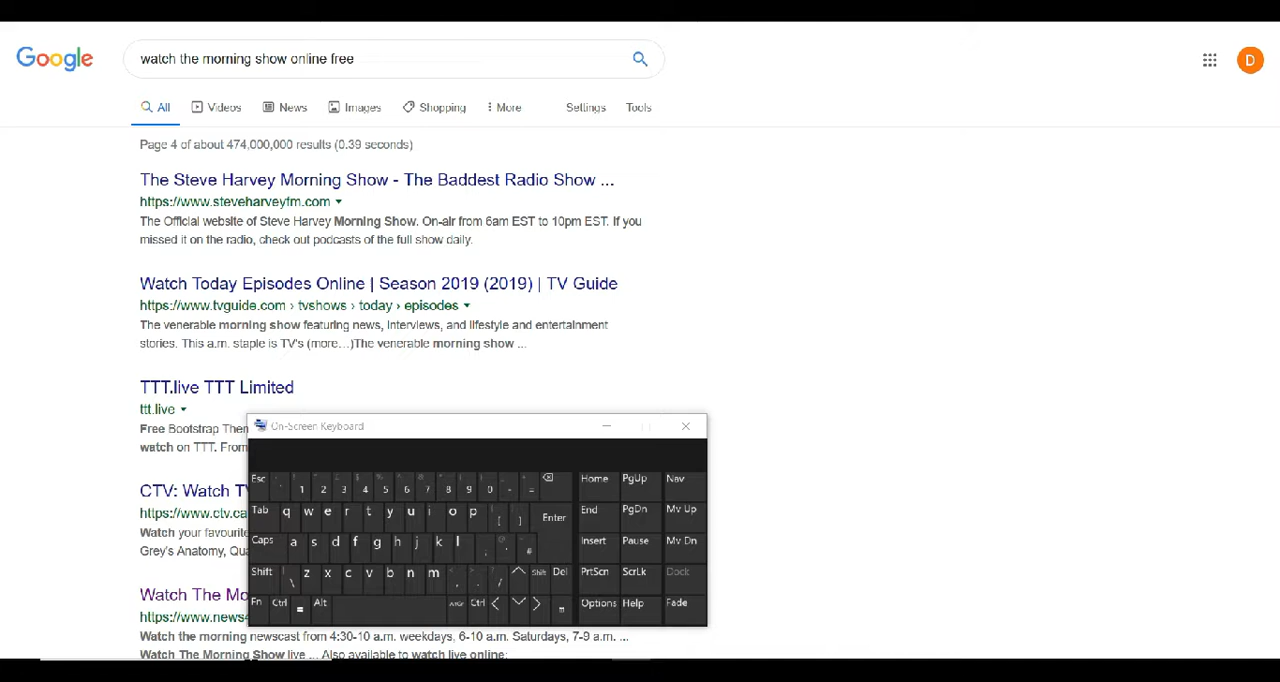 Google
watch the morning show online free
D
All Videos News Images Shopping More Settings Tools
Page 4 of about 474,000,000 results (0.39 seconds)
The Steve Harvey Morning Show - The Baddest Radio Show ...
https://www.steveharveyfm.com
The Official website of Steve Harvey Morning Show. On-air from 6am EST to 10pm EST. If you
missed it on the radio, check out podcasts of the full show daily.
Watch Today Episodes Online | Season 2019 (2019) | TV Guide
https://www.tvguide.com › tvshows › today › episodes
The venerable morning show featuring news, interviews, and lifestyle and entertainment
stories. This a.m. staple is TV's (more…)The venerable morning show ...
TTT.live TTT Limited
ttt.live
Free Bootstrap
watch on TTT. From
CTV: Watch
https://www.ctv.ca
Watch your favourite
Grey's Anatomy,
Watch The
https://www.news4
Watch the morning newscast from 4:30-10 a.m. weekdays, 6-10 a.m. Saturdays, 7-9 a.m. ...
Watch The Morning Show live ... Also available to watch live online:
On-Screen Keyboard
Esc 1 2 3 4 5 6 7 8 9 0 - = Home PgUp Nav
Tab q w e r t y u i o p [ ] Enter End PgDn Mv Up
Caps a s d f g h j k l Insert Pause Mv Dn
Shift \ z x c v b n m , . / Shift Del PrtScn ScrLk Dock
Fn Ctrl Alt AltGr Ctrl Options Help Fade